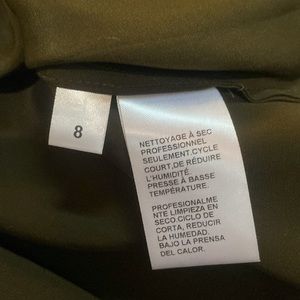 8
NETTOYAGE À SEC
PROFESSIONNEL
SEULEMENT.CYCLE
COURT,DE RÉDUIRE
L'HUMIDITÉ
PRESSE À BASSE
TEMPÉRATURE.
PROFESIONALME
NTE LIMPIEZA EN
SECO CICLO DE
CORTA, REDUCIR
LA HUMEDAD.
BAJO LA PRENSA
DEL CALOR.